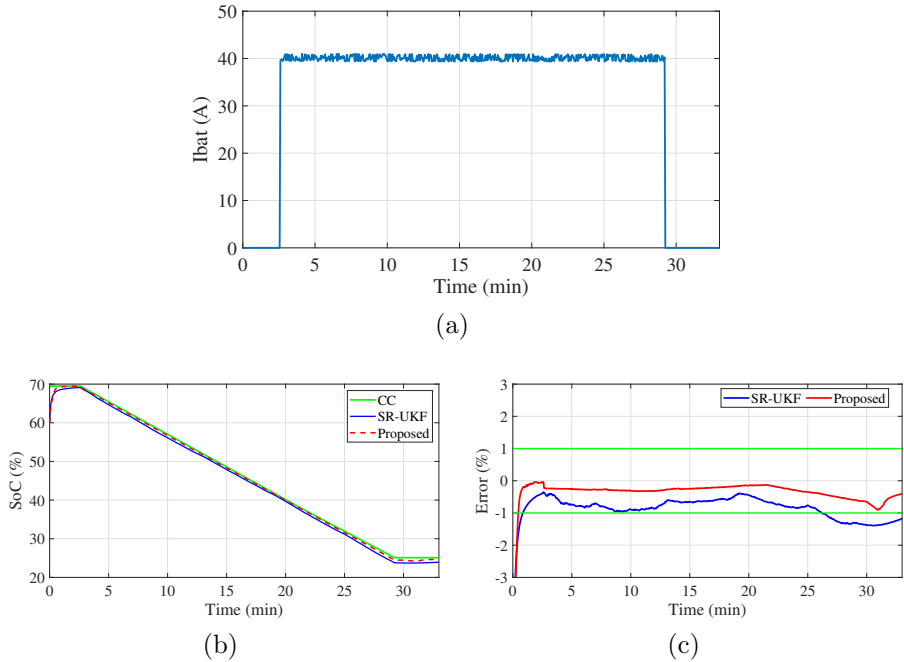 50
40
30
20
10
0
Ibat (A)
0 5 10 15 20 25 30
Time (min)
(a)
70
60
50
40
30
20
SoC (%)
CC
SR-UKF
Proposed
0 5 10 15 20 25 30
Time (min)
(b)
3
2
1
0
-1
-2
-3
Error (%)
SR-UKF Proposed
0 5 10 15 20 25 30
Time (min)
(c)